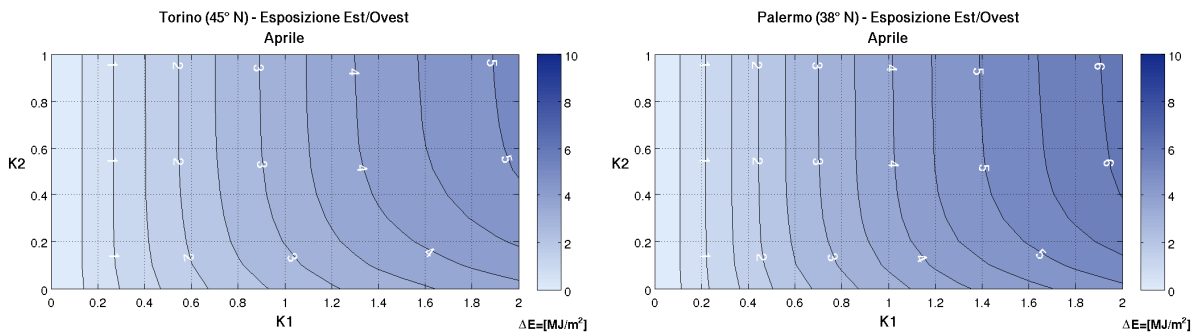 Torino (45° N) - Esposizione Est/Ovest
Aprile
1
0.8
0.6
0.4
0.2
0
K2
0 0.2 0.4 0.6 0.8 1 1.2 1.4 1.6 1.8 2
K1
1 2 3 4 5
1 2 3 4 5
1 2 3 4
10
8
6
4
2
0
ΔE=[MJ/m²]
Palermo (38° N) - Esposizione Est/Ovest
Aprile
1
0.8
0.6
0.4
0.2
0
K2
0 0.2 0.4 0.6 0.8 1 1.2 1.4 1.6 1.8 2
K1
1 2 3 4 5 6
1 2 3 4 5 6
1 2 3 4 5
10
8
6
4
2
0
ΔE=[MJ/m²]